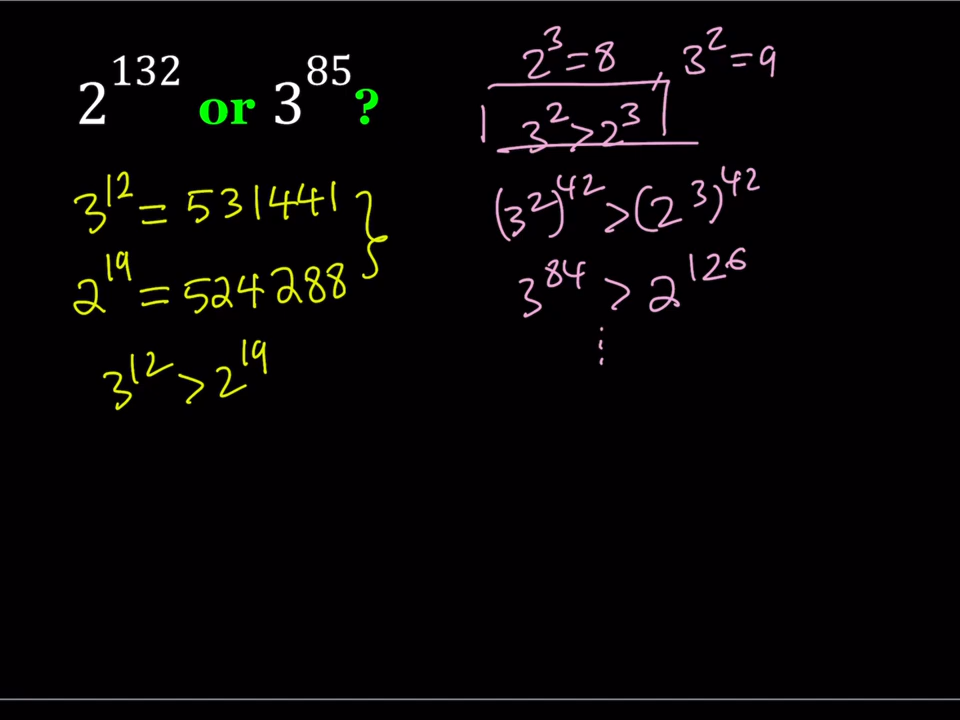 2^132 or 3^85?
3^12 = 531441
2^19 = 524288
3^12 > 2^19
2^3 = 8, 3^2 = 9
3^2 > 2^3
(3^2)^42 > (2^3)^42
3^84 > 2^126
⋮